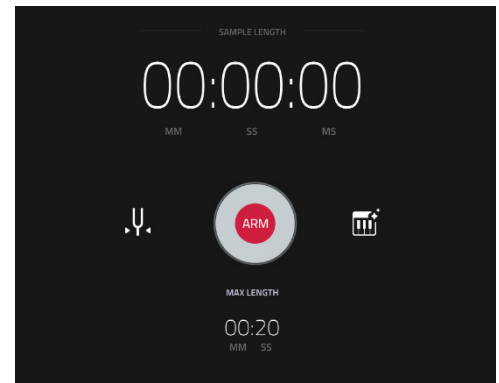 SAMPLE LENGTH
00:00:00
MM SS MS
ARM
MAX LENGTH
00:20
MM SS